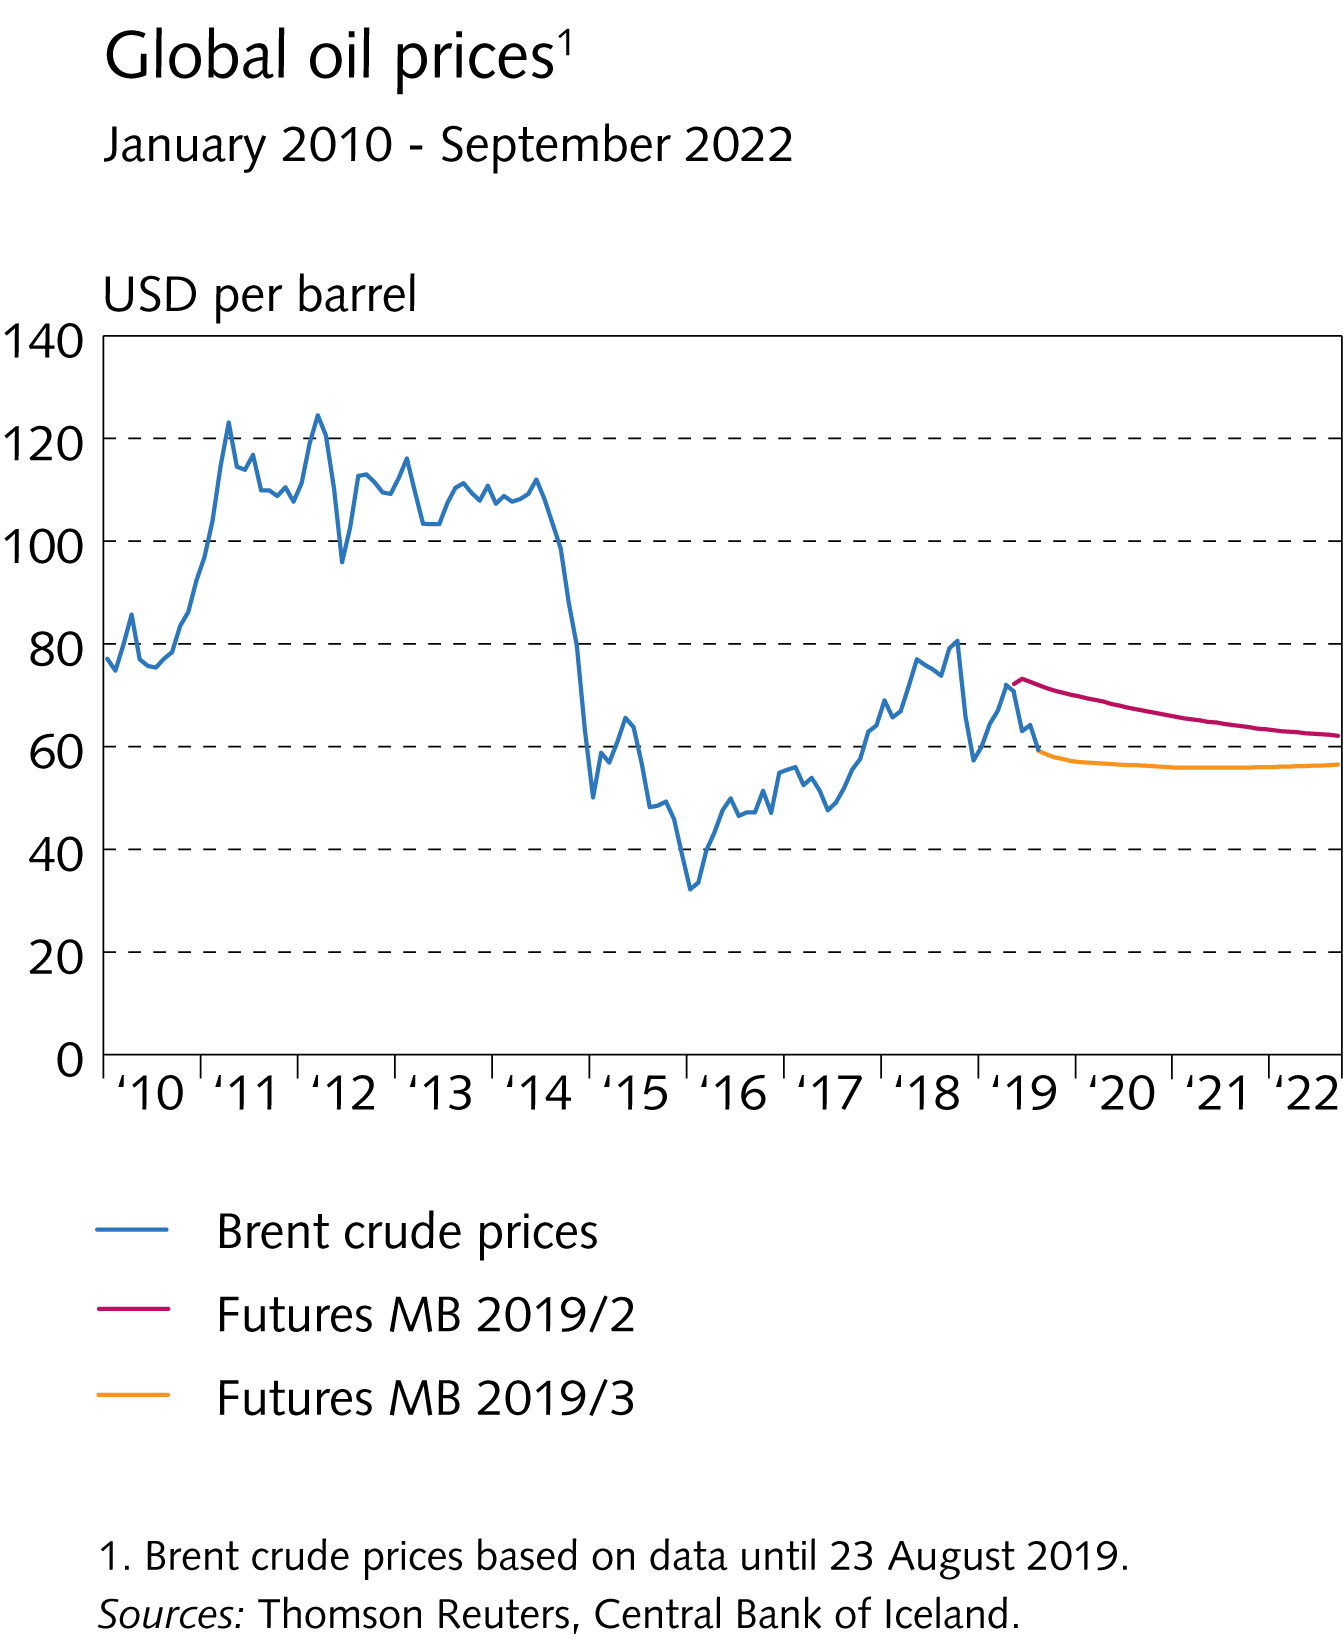 Global oil prices¹
January 2010 - September 2022
USD per barrel
140
120
100
80
60
40
20
0
‘10 ‘11 ‘12 ‘13 ‘14 ‘15 ‘16 ‘17 ‘18 ‘19 ‘20 ‘21 ‘22
Brent crude prices
Futures MB 2019/2
Futures MB 2019/3
1. Brent crude prices based on data until 23 August 2019.
Sources: Thomson Reuters, Central Bank of Iceland.